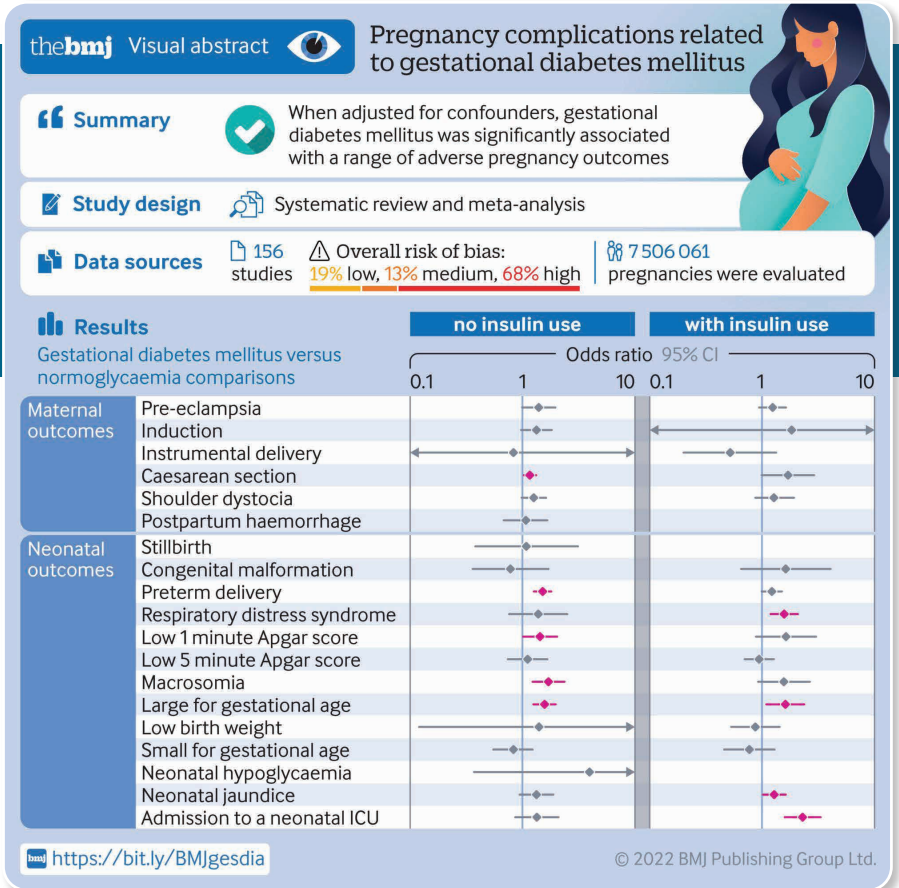 thebmj Visual abstract
Pregnancy complications related
to gestational diabetes mellitus
Summary
When adjusted for confounders, gestational
diabetes mellitus was significantly associated
with a range of adverse pregnancy outcomes
Study design
Systematic review and meta-analysis
Data sources
156
studies
Overall risk of bias:
19% low, 13% medium, 68% high
7 506 061
pregnancies were evaluated
Results
Gestational diabetes mellitus versus
normoglycaemia comparisons
no insulin use
with insulin use
Odds ratio 95% CI
0.1 1 10 0.1 1 10
Maternal
outcomes
Pre-eclampsia
Induction
Instrumental delivery
Caesarean section
Shoulder dystocia
Postpartum haemorrhage
Neonatal
outcomes
Stillbirth
Congenital malformation
Preterm delivery
Respiratory distress syndrome
Low 1 minute Apgar score
Low 5 minute Apgar score
Macrosomia
Large for gestational age
Low birth weight
Small for gestational age
Neonatal hypoglycaemia
Neonatal jaundice
Admission to a neonatal ICU
bmj https://bit.ly/BMJgesdia
© 2022 BMJ Publishing Group Ltd.